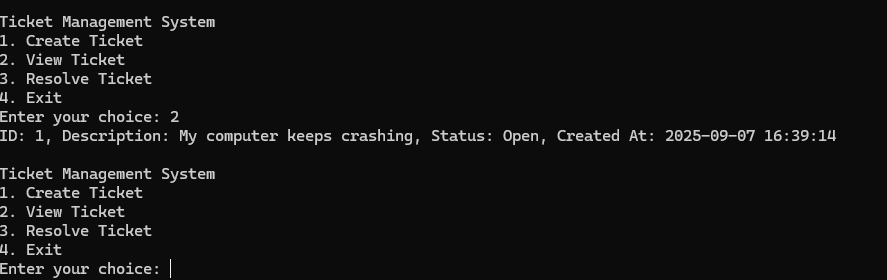 Ticket Management System
1. Create Ticket
2. View Ticket
3. Resolve Ticket
4. Exit
Enter your choice: 2
ID: 1, Description: My computer keeps crashing, Status: Open, Created At: 2025-09-07 16:39:14
Ticket Management System
1. Create Ticket
2. View Ticket
3. Resolve Ticket
4. Exit
Enter your choice: